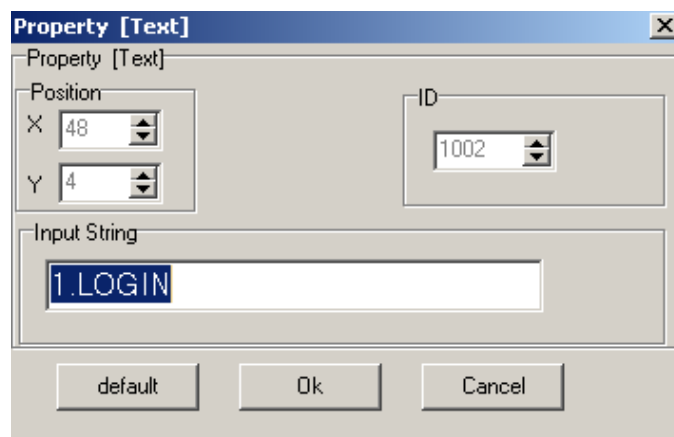 Property [Text]
Property [Text]
Position
ID
X 48
1002
Y 4
Input String
1.LOGIN
default Ok Cancel